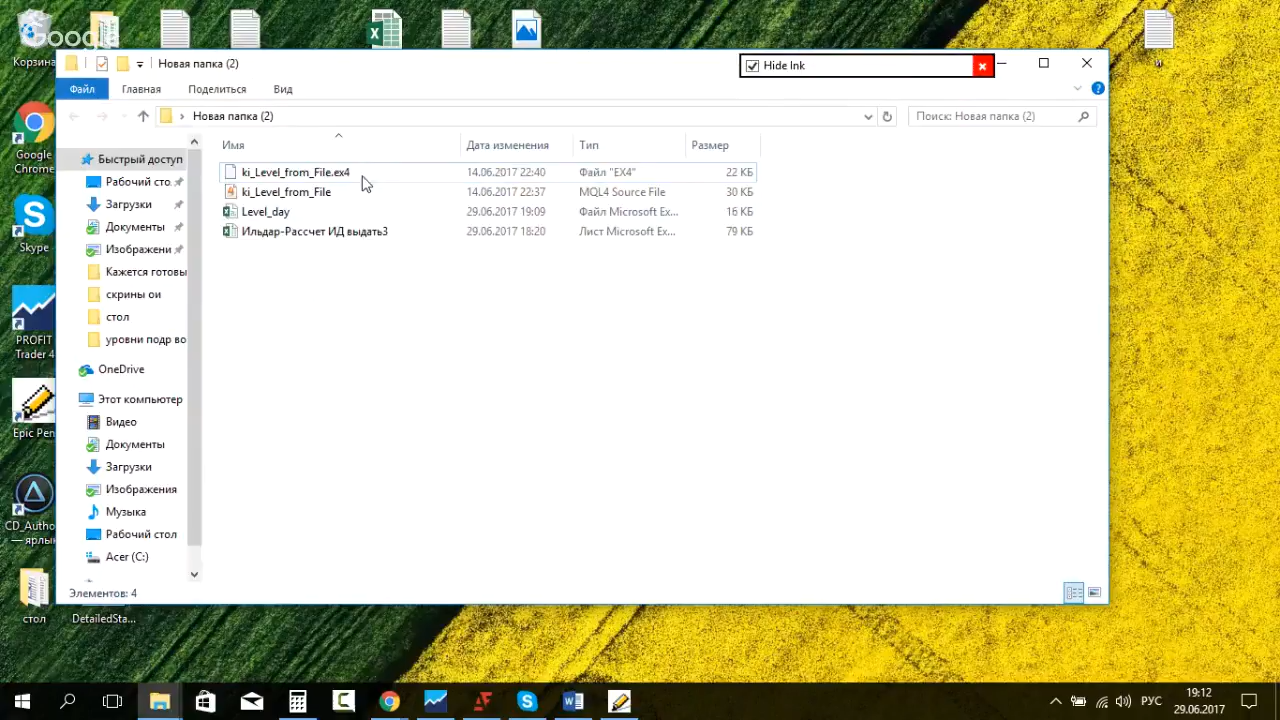 Google
Корзина
и
Новая папка (2)
Hide Ink
Файл
Главная
Поделиться
Вид
Новая папка (2)
Поиск: Новая папка (2)
Имя
Дата изменения
Тип
Размер
ki_Level_from_File.ex4 14.06.2017 22:40 Файл "EX4" 22 КБ
ki_Level_from_File 14.06.2017 22:37 MQL4 Source File 30 КБ
Level_day 29.06.2017 19:09 Файл Microsoft Ex... 16 КБ
Ильдар-Рассчет ИД выдать3 29.06.2017 18:20 Лист Microsoft Ex... 79 КБ
Быстрый доступ
Рабочий сто
Загрузки
Документы
Изображени
Кажется готовы
скрины ои
стол
уровни подр во
OneDrive
Этот компьютер
Видео
Документы
Загрузки
Изображения
Музыка
Рабочий стол
Acer (C:)
Элементов: 4
Google
Chrome
Skype
PROFIT
Trader 4
Epic Pen
CD_Autho
— ярлы
стол
DetailedSta...
РУС
19:12
29.06.2017